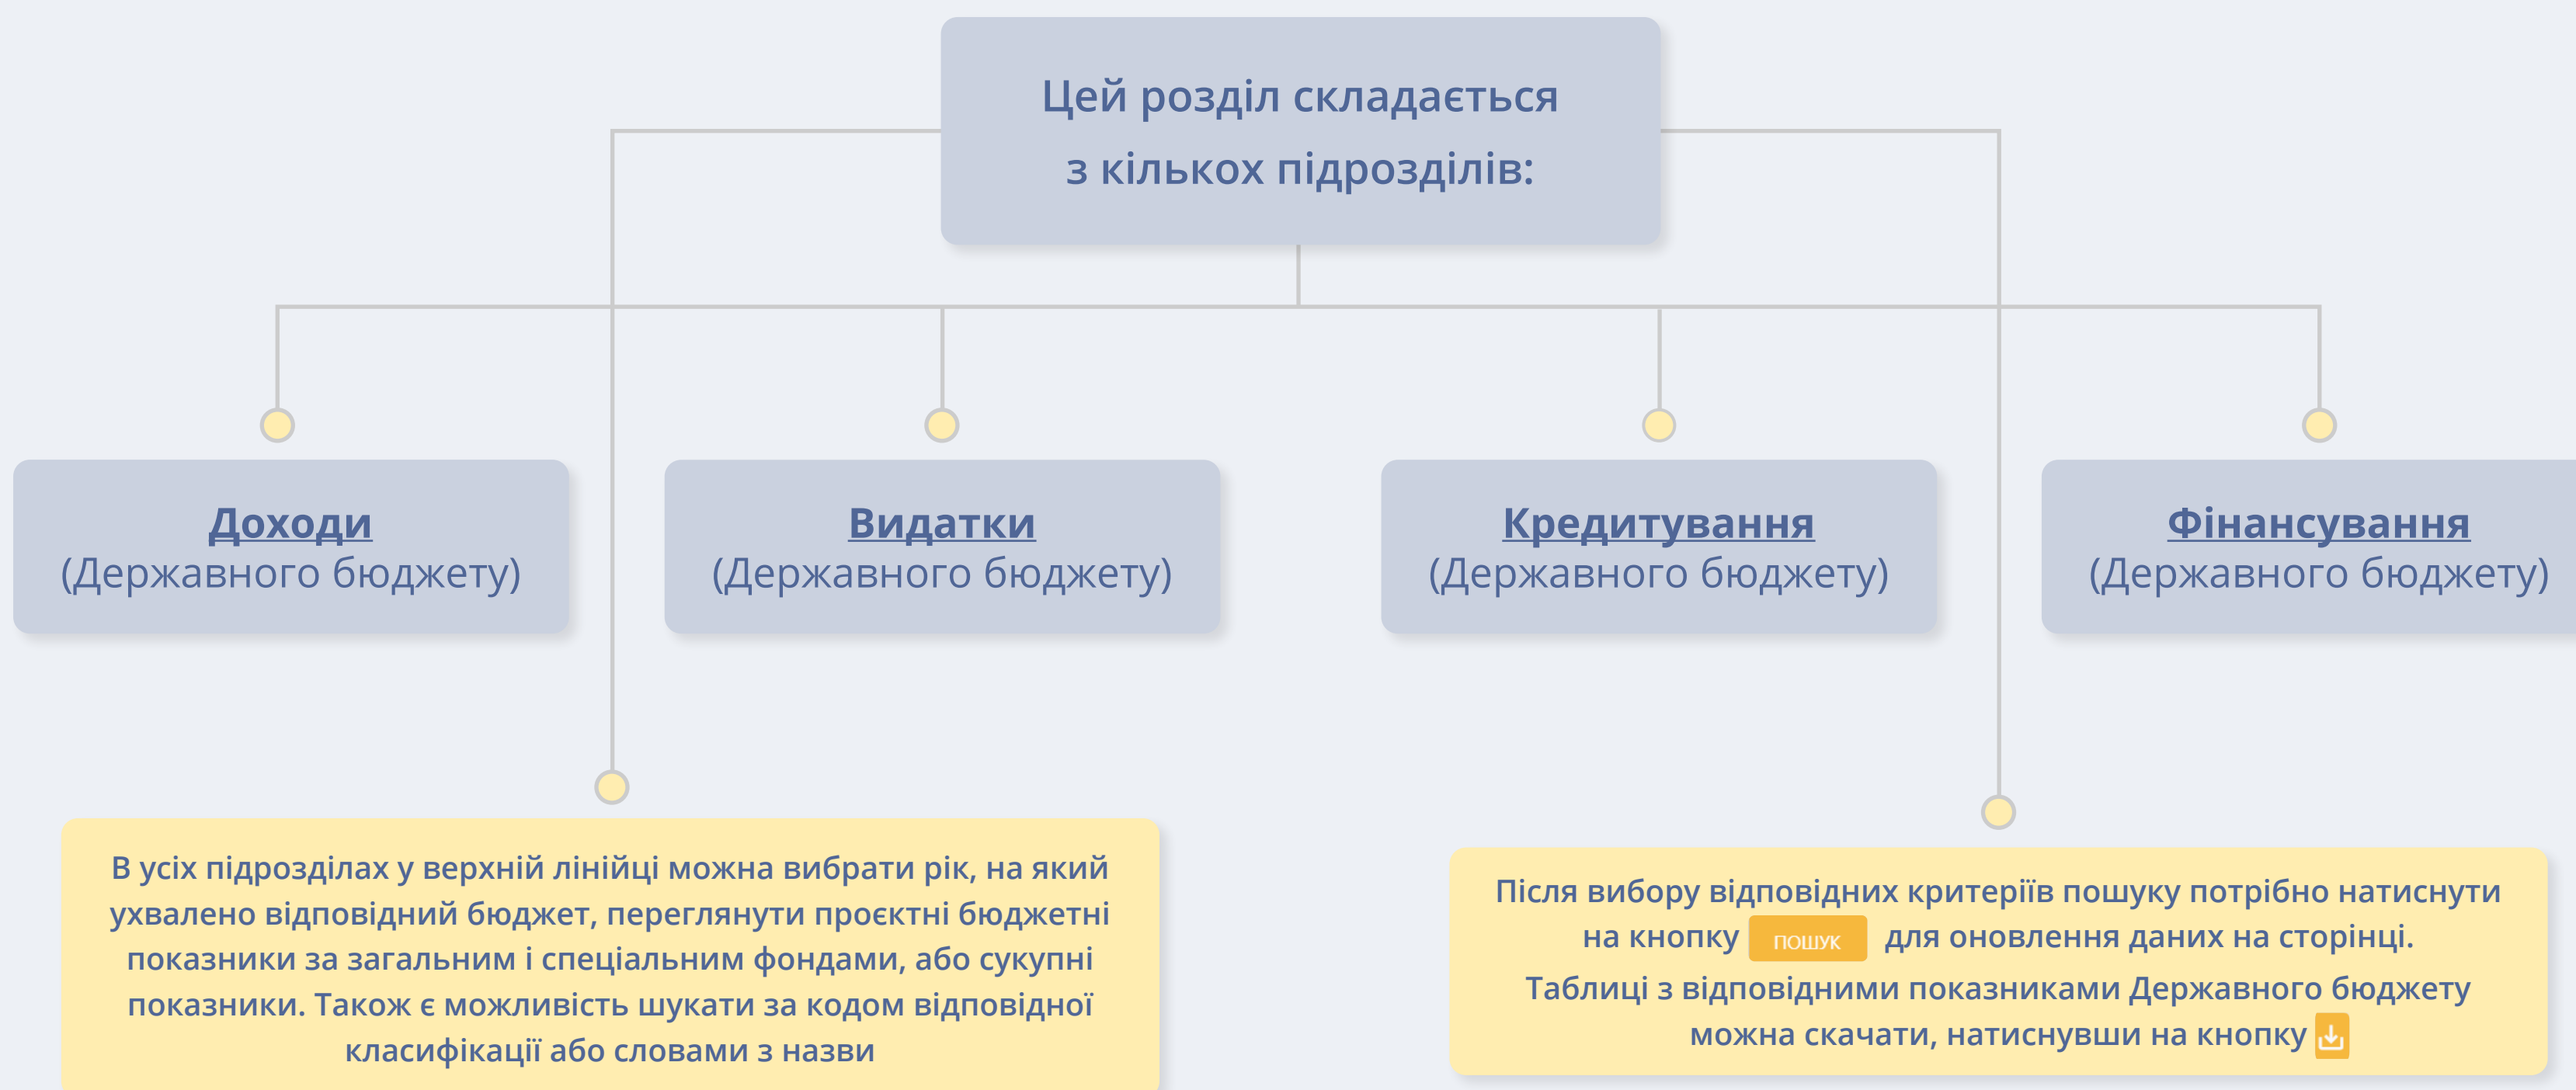 Цей розділ складається
з кількох підрозділів:
Доходи
(Державного бюджету)
Видатки
(Державного бюджету)
Кредитування
(Державного бюджету)
Фінансування
(Державного бюджету)
В усіх підрозділах у верхній лінійці можна вибрати рік, на який
ухвалено відповідний бюджет, переглянути проєктні бюджетні
показники за загальним і спеціальним фондами, або сукупні
показники. Також є можливість шукати за кодом відповідної
класифікації або словами з назви
Після вибору відповідних критеріїв пошуку потрібно натиснути
на кнопку ПОШУК для оновлення даних на сторінці.
Таблиці з відповідними показниками Державного бюджету
можна скачати, натиснувши на кнопку